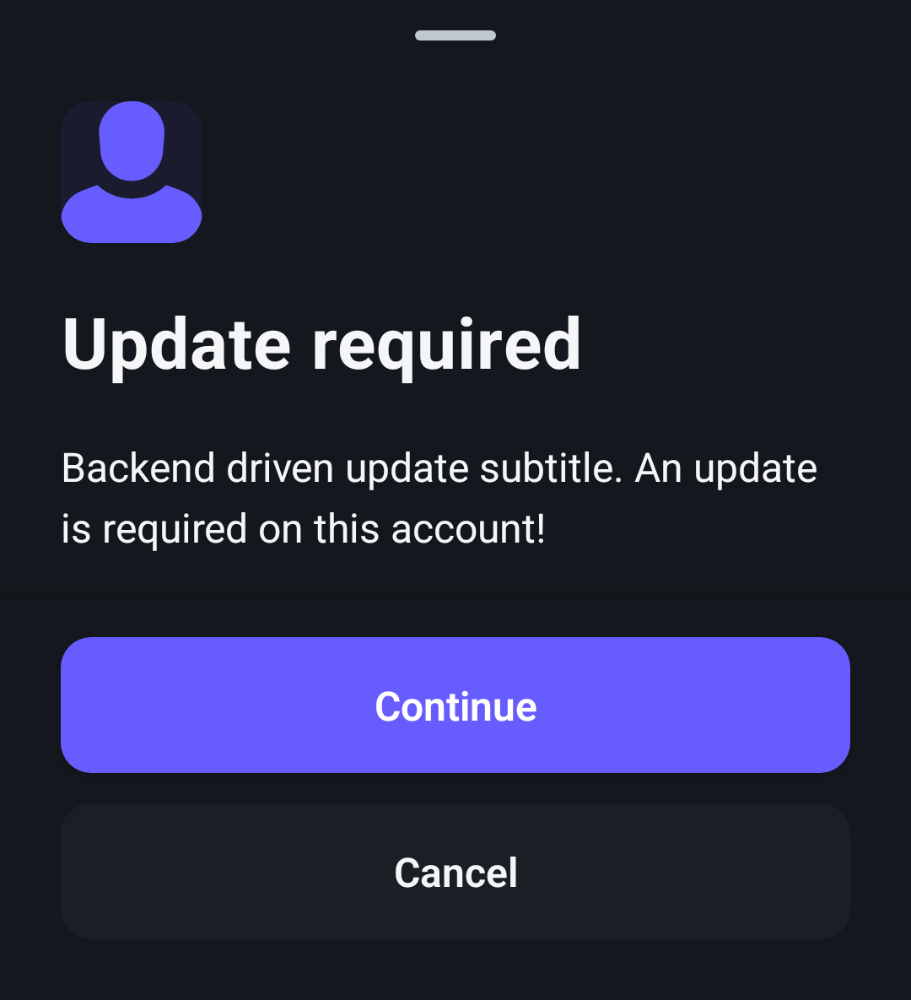 Update required
Backend driven update subtitle. An update
is required on this account!
Continue
Cancel